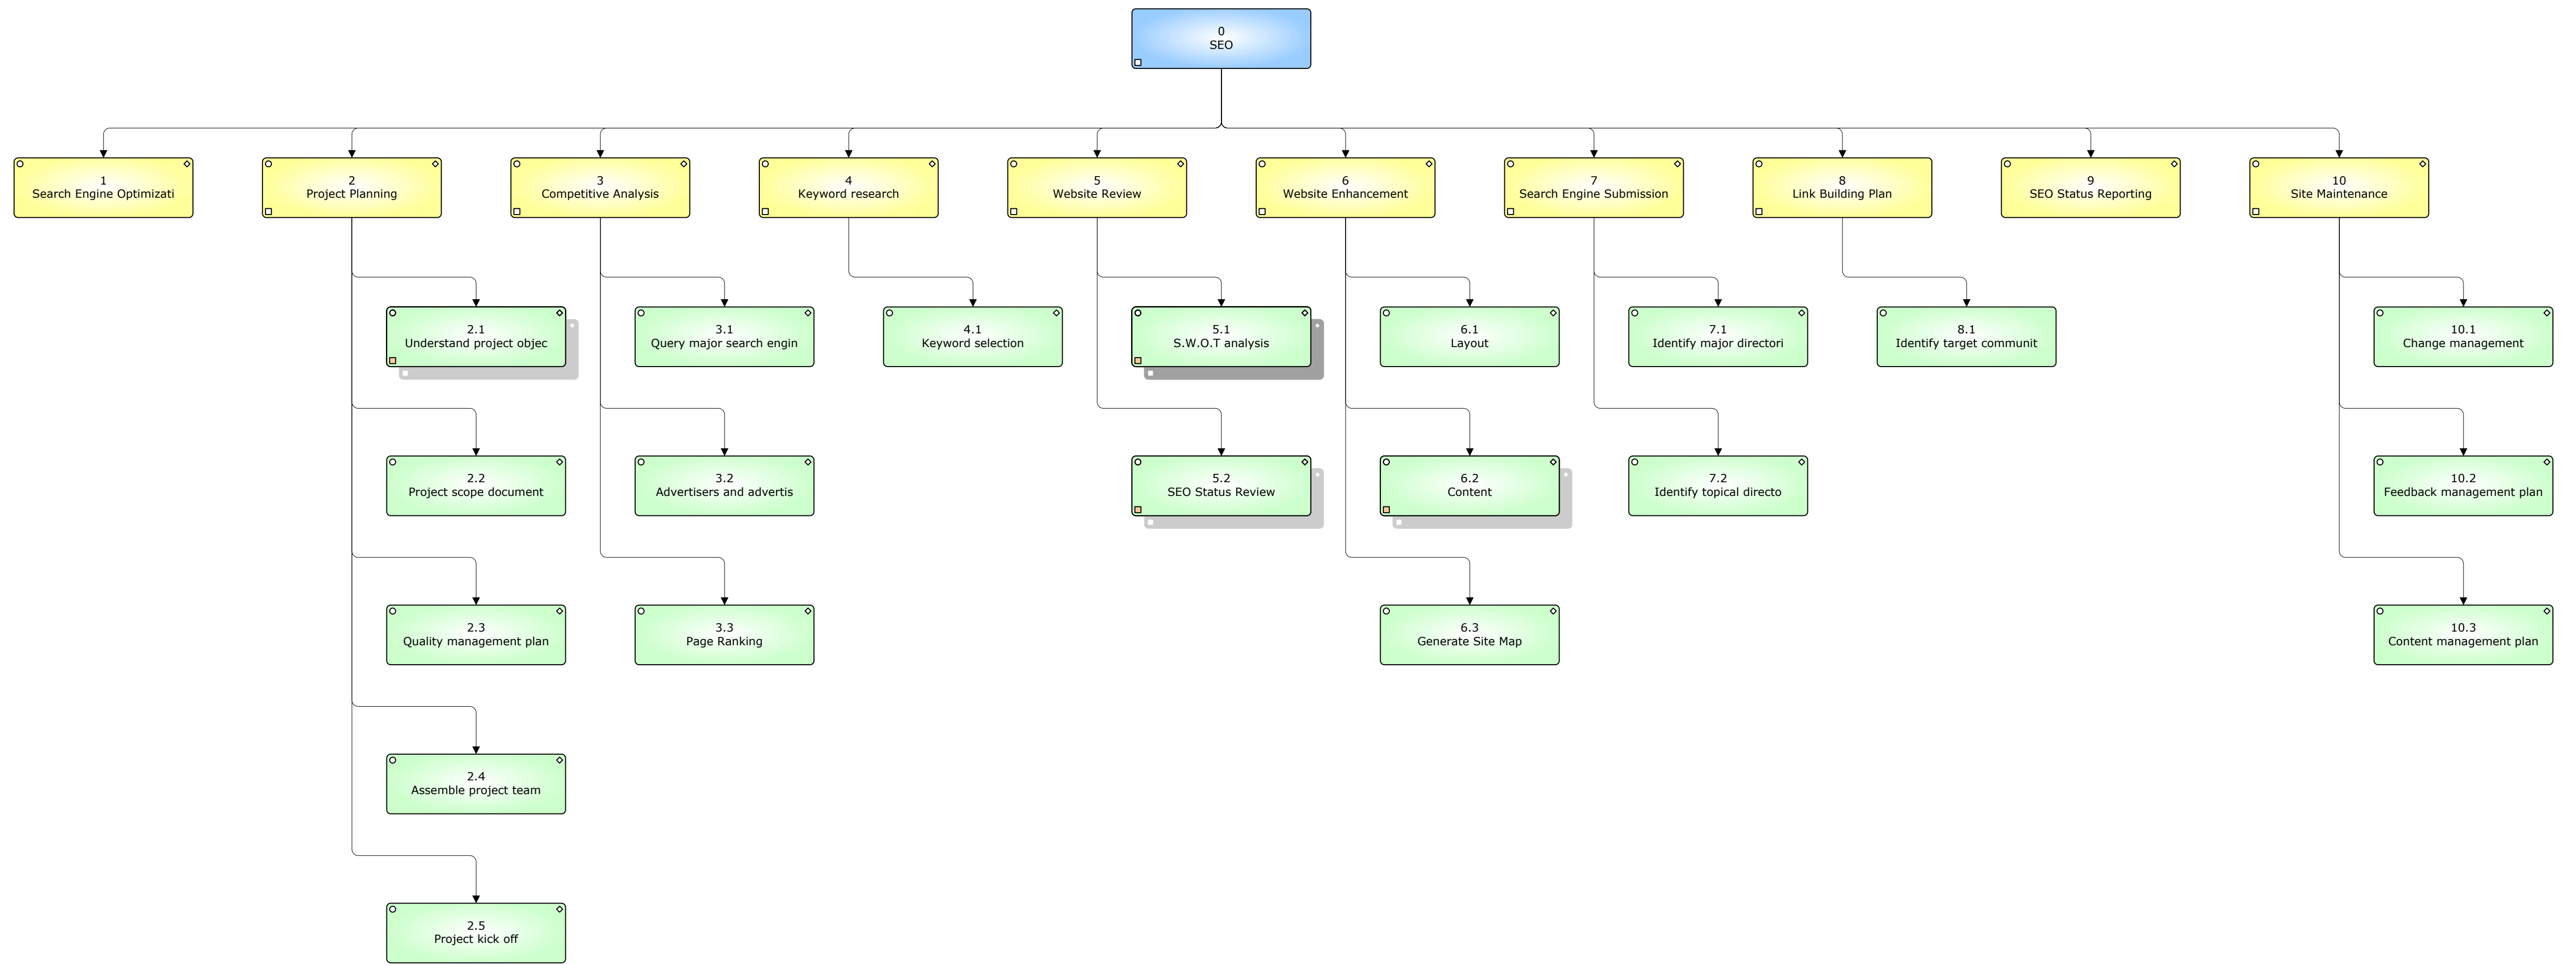 0
SEO
1
Search Engine Optimizati
2
Project Planning
3
Competitive Analysis
4
Keyword research
5
Website Review
6
Website Enhancement
7
Search Engine Submission
8
Link Building Plan
9
SEO Status Reporting
10
Site Maintenance
2.1
Understand project objec
3.1
Query major search engin
4.1
Keyword selection
5.1
S.W.O.T analysis
6.1
Layout
7.1
Identify major directori
8.1
Identify target communit
10.1
Change management
2.2
Project scope document
3.2
Advertisers and advertis
5.2
SEO Status Review
6.2
Content
7.2
Identify topical directo
10.2
Feedback management plan
2.3
Quality management plan
3.3
Page Ranking
6.3
Generate Site Map
10.3
Content management plan
2.4
Assemble project team
2.5
Project kick off